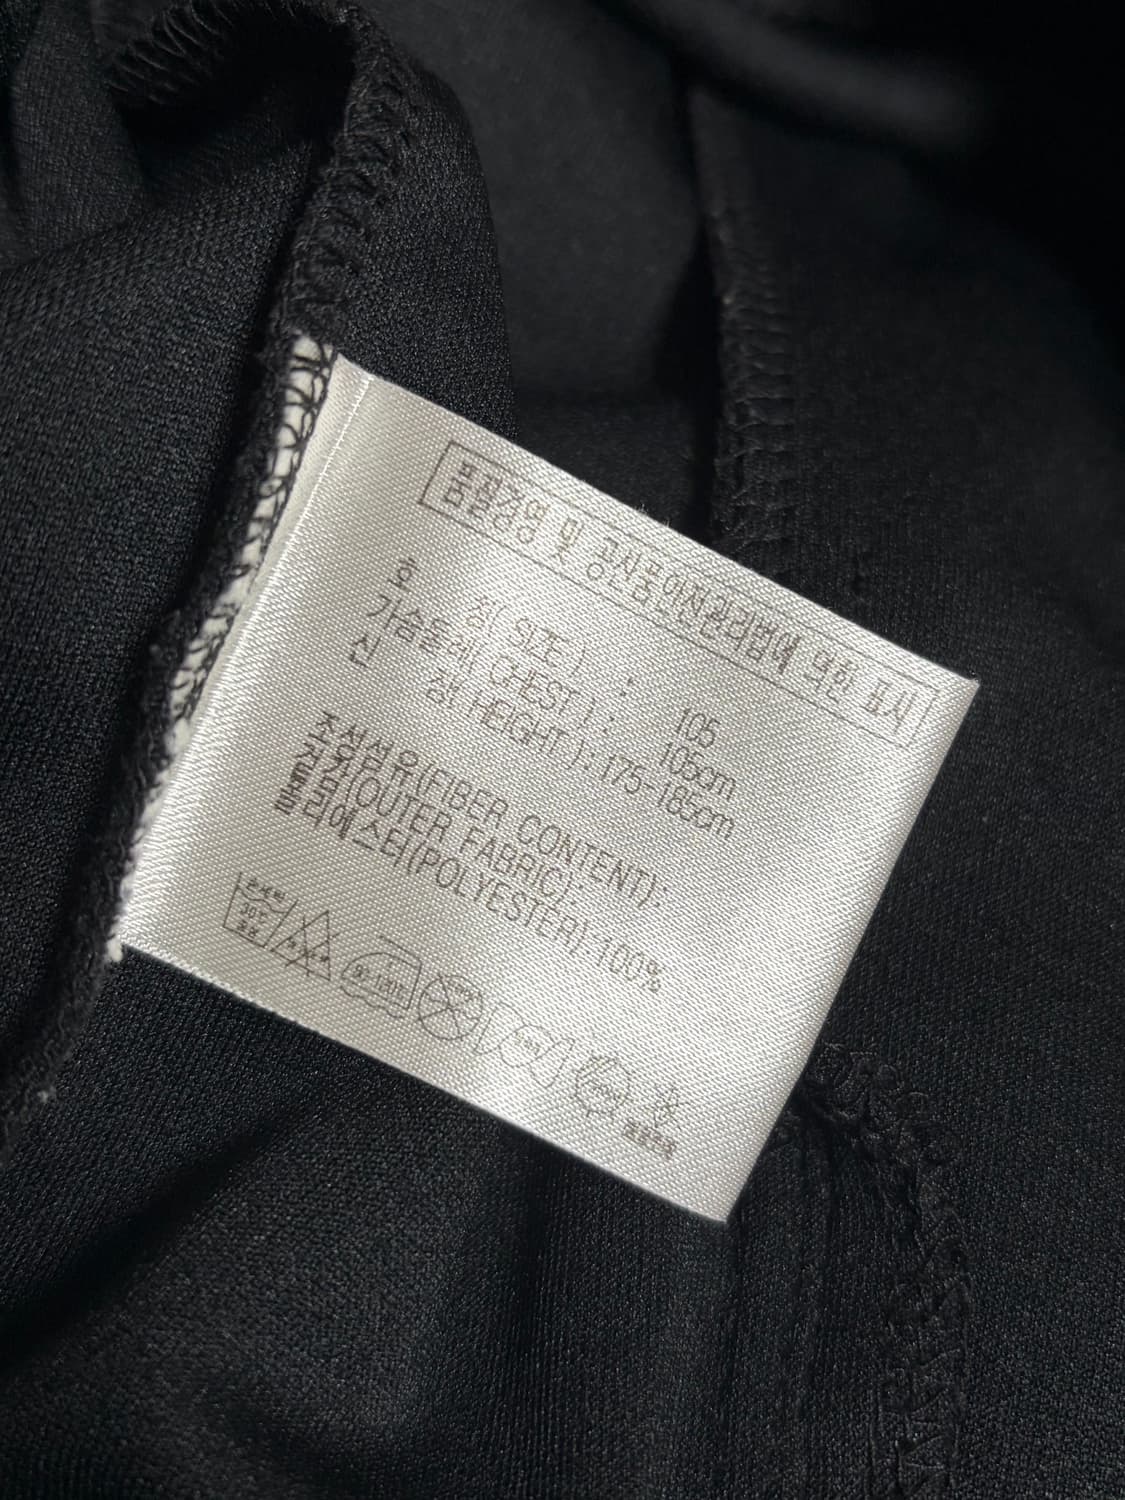 품질경영 및 공산품안전관리법에 의한 표시
호 칭( SIZE ) : 105
가슴둘레( CHEST ) : 105cm
신 장( HEIGHT ) : 175-185cm
조성섬유(FIBER CONTENT):
겉감(OUTER FABRIC):
폴리에스터(POLYESTER)-100%